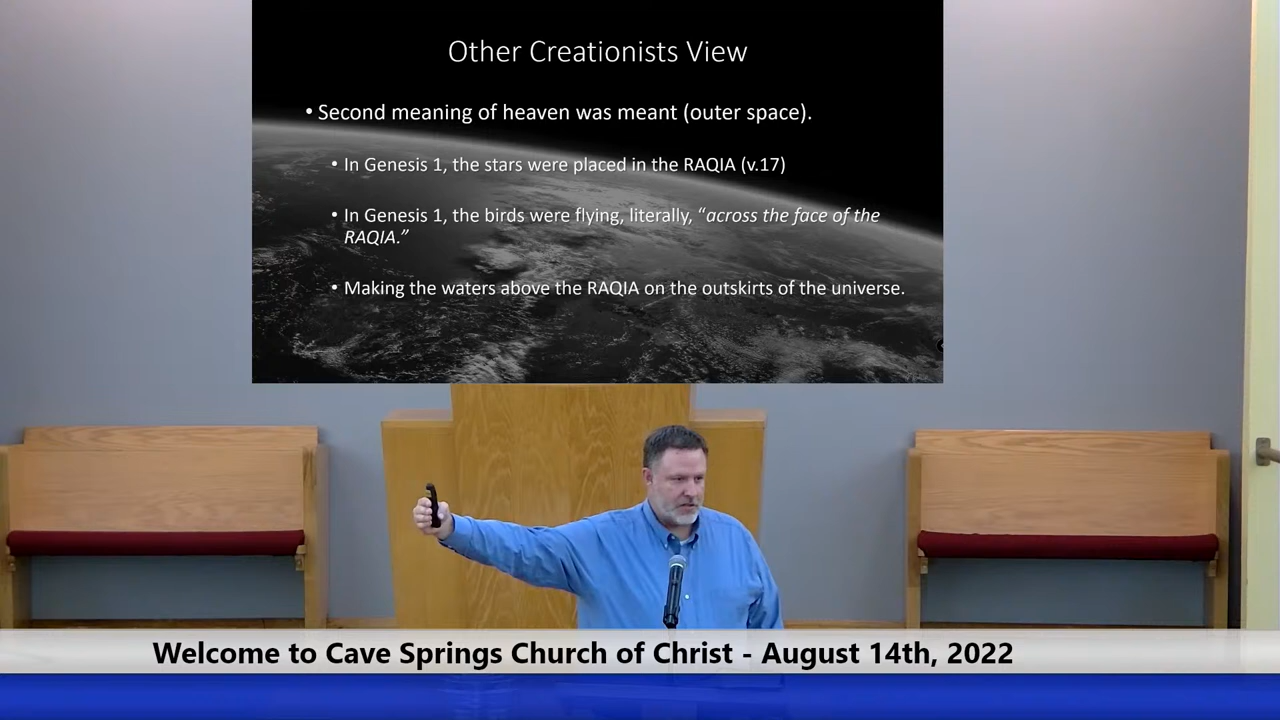 Other Creationists View
• Second meaning of heaven was meant (outer space).
• In Genesis 1, the stars were placed in the RAQIA (v.17)
• In Genesis 1, the birds were flying, literally, “across the face of the
RAQIA.”
• Making the waters above the RAQIA on the outskirts of the universe.
Welcome to Cave Springs Church of Christ - August 14th, 2022